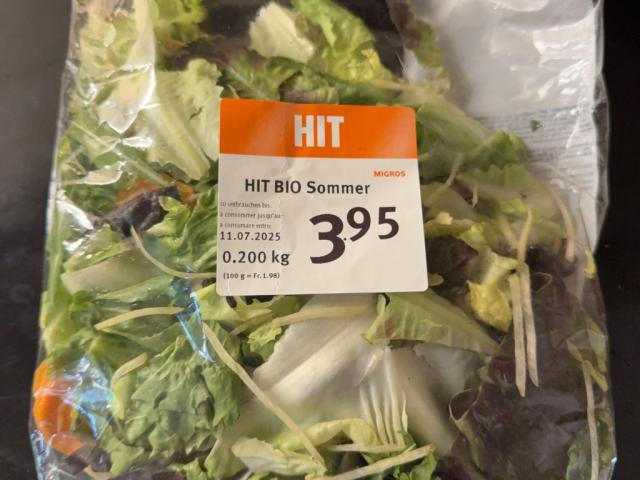 HIT
MIGROS
HIT BIO Sommer
zu verbrauchen bis:
à consommer jusqu'au:
a consumare entro:
11.07.2025
3.95
0.200 kg
(100 g = Fr. 1.98)